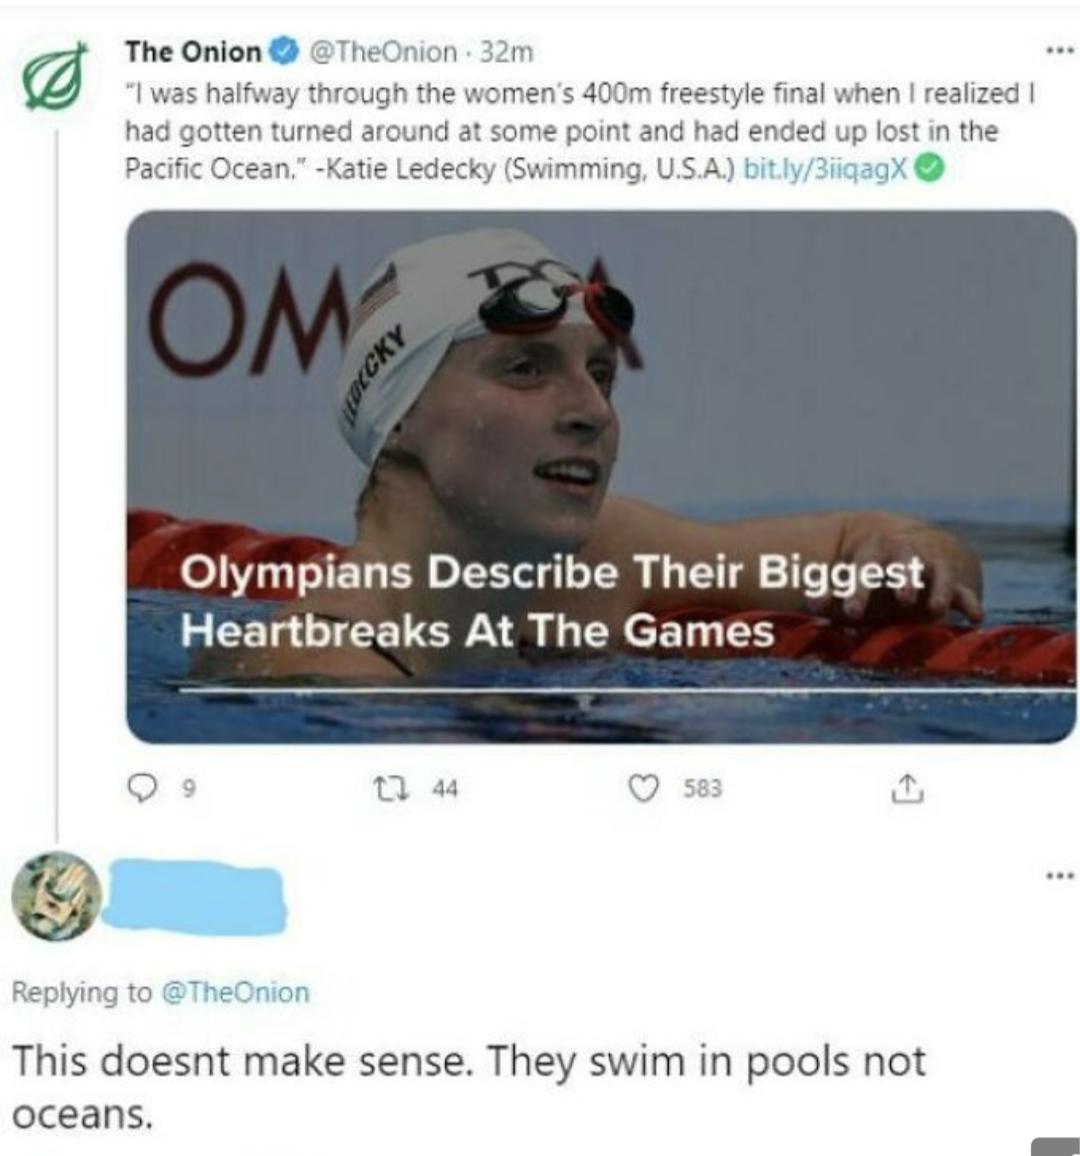 The Onion @TheOnion · 32m
"I was halfway through the women's 400m freestyle final when I realized I
had gotten turned around at some point and had ended up lost in the
Pacific Ocean." -Katie Ledecky (Swimming, U.S.A.) bit.ly/3iiqagX
OM A
TYR
LEDECKY
Olympians Describe Their Biggest
Heartbreaks At The Games
9 44 583
Replying to @TheOnion
This doesnt make sense. They swim in pools not
oceans.